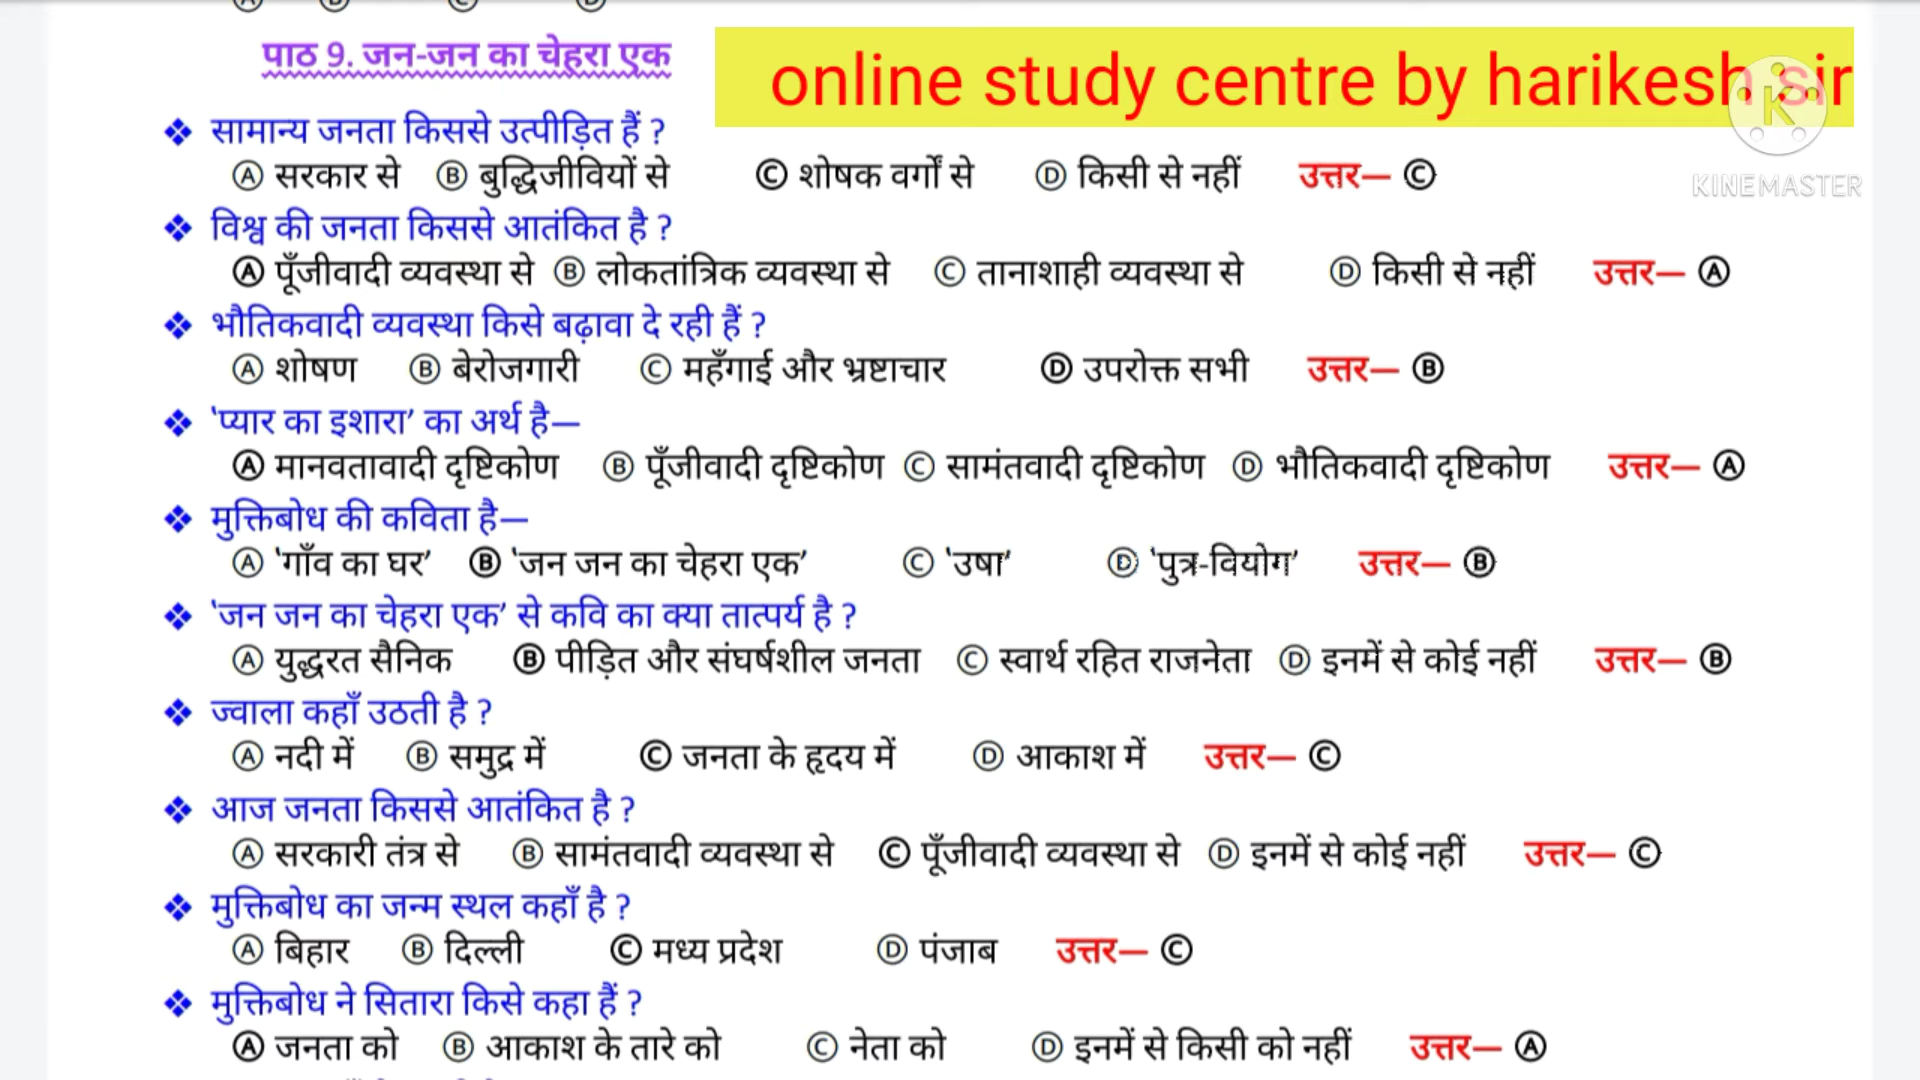 Ⓐ Ⓑ Ⓒ Ⓓ
पाठ 9. जन-जन का चेहरा एक
online study centre by harikesh sir
KINEMASTER
❖ सामान्य जनता किससे उत्पीड़ित हैं ?
Ⓐ सरकार से Ⓑ बुद्धिजीवियों से Ⓒ शोषक वर्गों से Ⓓ किसी से नहीं उत्तर— Ⓒ
❖ विश्व की जनता किससे आतंकित है ?
Ⓐ पूँजीवादी व्यवस्था से Ⓑ लोकतांत्रिक व्यवस्था से Ⓒ तानाशाही व्यवस्था से Ⓓ किसी से नहीं उत्तर— Ⓐ
❖ भौतिकवादी व्यवस्था किसे बढ़ावा दे रही हैं ?
Ⓐ शोषण Ⓑ बेरोजगारी Ⓒ महँगाई और भ्रष्टाचार Ⓓ उपरोक्त सभी उत्तर— Ⓑ
❖ ‘प्यार का इशारा’ का अर्थ है—
Ⓐ मानवतावादी दृष्टिकोण Ⓑ पूँजीवादी दृष्टिकोण Ⓒ सामंतवादी दृष्टिकोण Ⓓ भौतिकवादी दृष्टिकोण उत्तर— Ⓐ
❖ मुक्तिबोध की कविता है—
Ⓐ ‘गाँव का घर’ Ⓑ ‘जन जन का चेहरा एक’ Ⓒ ‘उषा’ Ⓓ ‘पुत्र-वियोग’ उत्तर— Ⓑ
❖ ‘जन जन का चेहरा एक’ से कवि का क्या तात्पर्य है ?
Ⓐ युद्धरत सैनिक Ⓑ पीड़ित और संघर्षशील जनता Ⓒ स्वार्थ रहित राजनेता Ⓓ इनमें से कोई नहीं उत्तर— Ⓑ
❖ ज्वाला कहाँ उठती है ?
Ⓐ नदी में Ⓑ समुद्र में Ⓒ जनता के हृदय में Ⓓ आकाश में उत्तर— Ⓒ
❖ आज जनता किससे आतंकित है ?
Ⓐ सरकारी तंत्र से Ⓑ सामंतवादी व्यवस्था से Ⓒ पूँजीवादी व्यवस्था से Ⓓ इनमें से कोई नहीं उत्तर— Ⓒ
❖ मुक्तिबोध का जन्म स्थल कहाँ है ?
Ⓐ बिहार Ⓑ दिल्ली Ⓒ मध्य प्रदेश Ⓓ पंजाब उत्तर— Ⓒ
❖ मुक्तिबोध ने सितारा किसे कहा हैं ?
Ⓐ जनता को Ⓑ आकाश के तारे को Ⓒ नेता को Ⓓ इनमें से किसी को नहीं उत्तर— Ⓐ